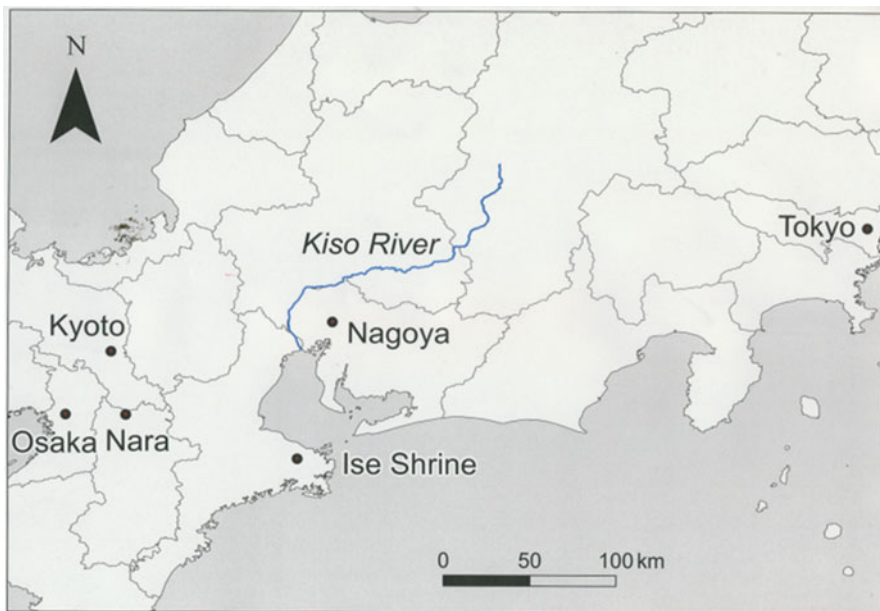 N
Tokyo
Kiso River
Kyoto
Nagoya
Osaka Nara
Ise Shrine
0 50 100 km